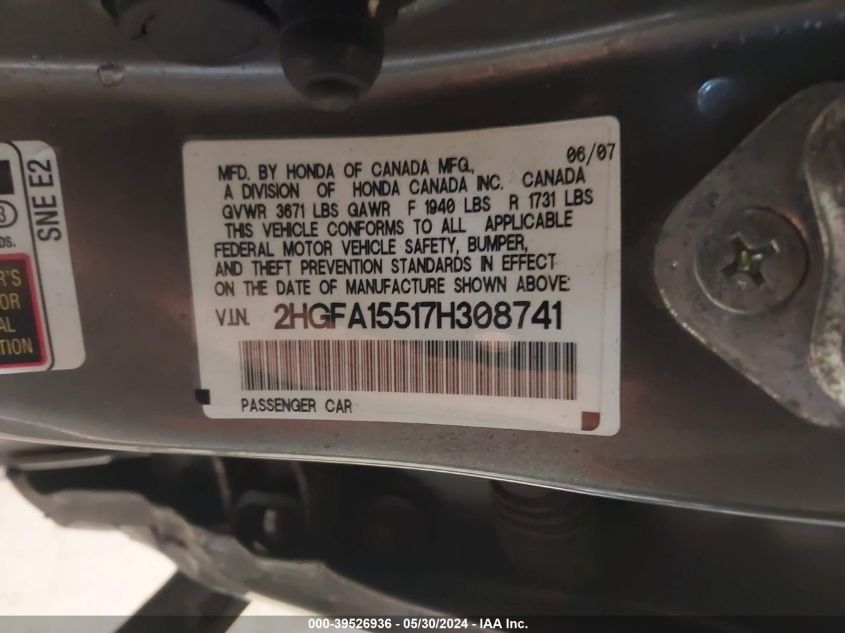 06/07
MFD. BY HONDA OF CANADA MFG.,
A DIVISION OF HONDA CANADA INC. CANADA
GVWR 3671 LBS GAWR F 1940 LBS R 1731 LBS
THIS VEHICLE CONFORMS TO ALL APPLICABLE
FEDERAL MOTOR VEHICLE SAFETY, BUMPER,
AND THEFT PREVENTION STANDARDS IN EFFECT
ON THE DATE OF MANUFACTURE SHOWN ABOVE:
V.I.N. 2HGFA15517H308741
PASSENGER CAR
SNE E2
000-39526936 - 05/30/2024 - IAA Inc.